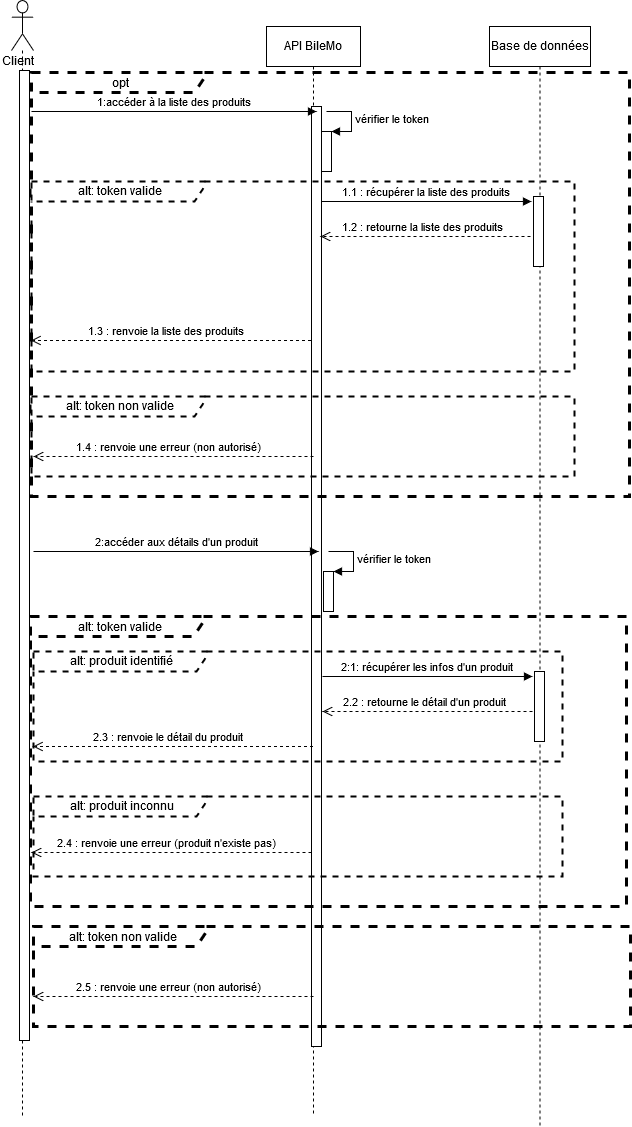 Client
API BileMo
Base de données
opt
1:accéder à la liste des produits
vérifier le token
alt: token valide
1.1 : récupérer la liste des produits
1.2 : retourne la liste des produits
1.3 : renvoie la liste des produits
alt: token non valide
1.4 : renvoie une erreur (non autorisé)
2:accéder aux détails d'un produit
vérifier le token
alt: token valide
alt: produit identifié
2:1: récupérer les infos d'un produit
2.2 : retourne le détail d'un produit
2.3 : renvoie le détail du produit
alt: produit inconnu
2.4 : renvoie une erreur (produit n'existe pas)
alt: token non valide
2.5 : renvoie une erreur (non autorisé)